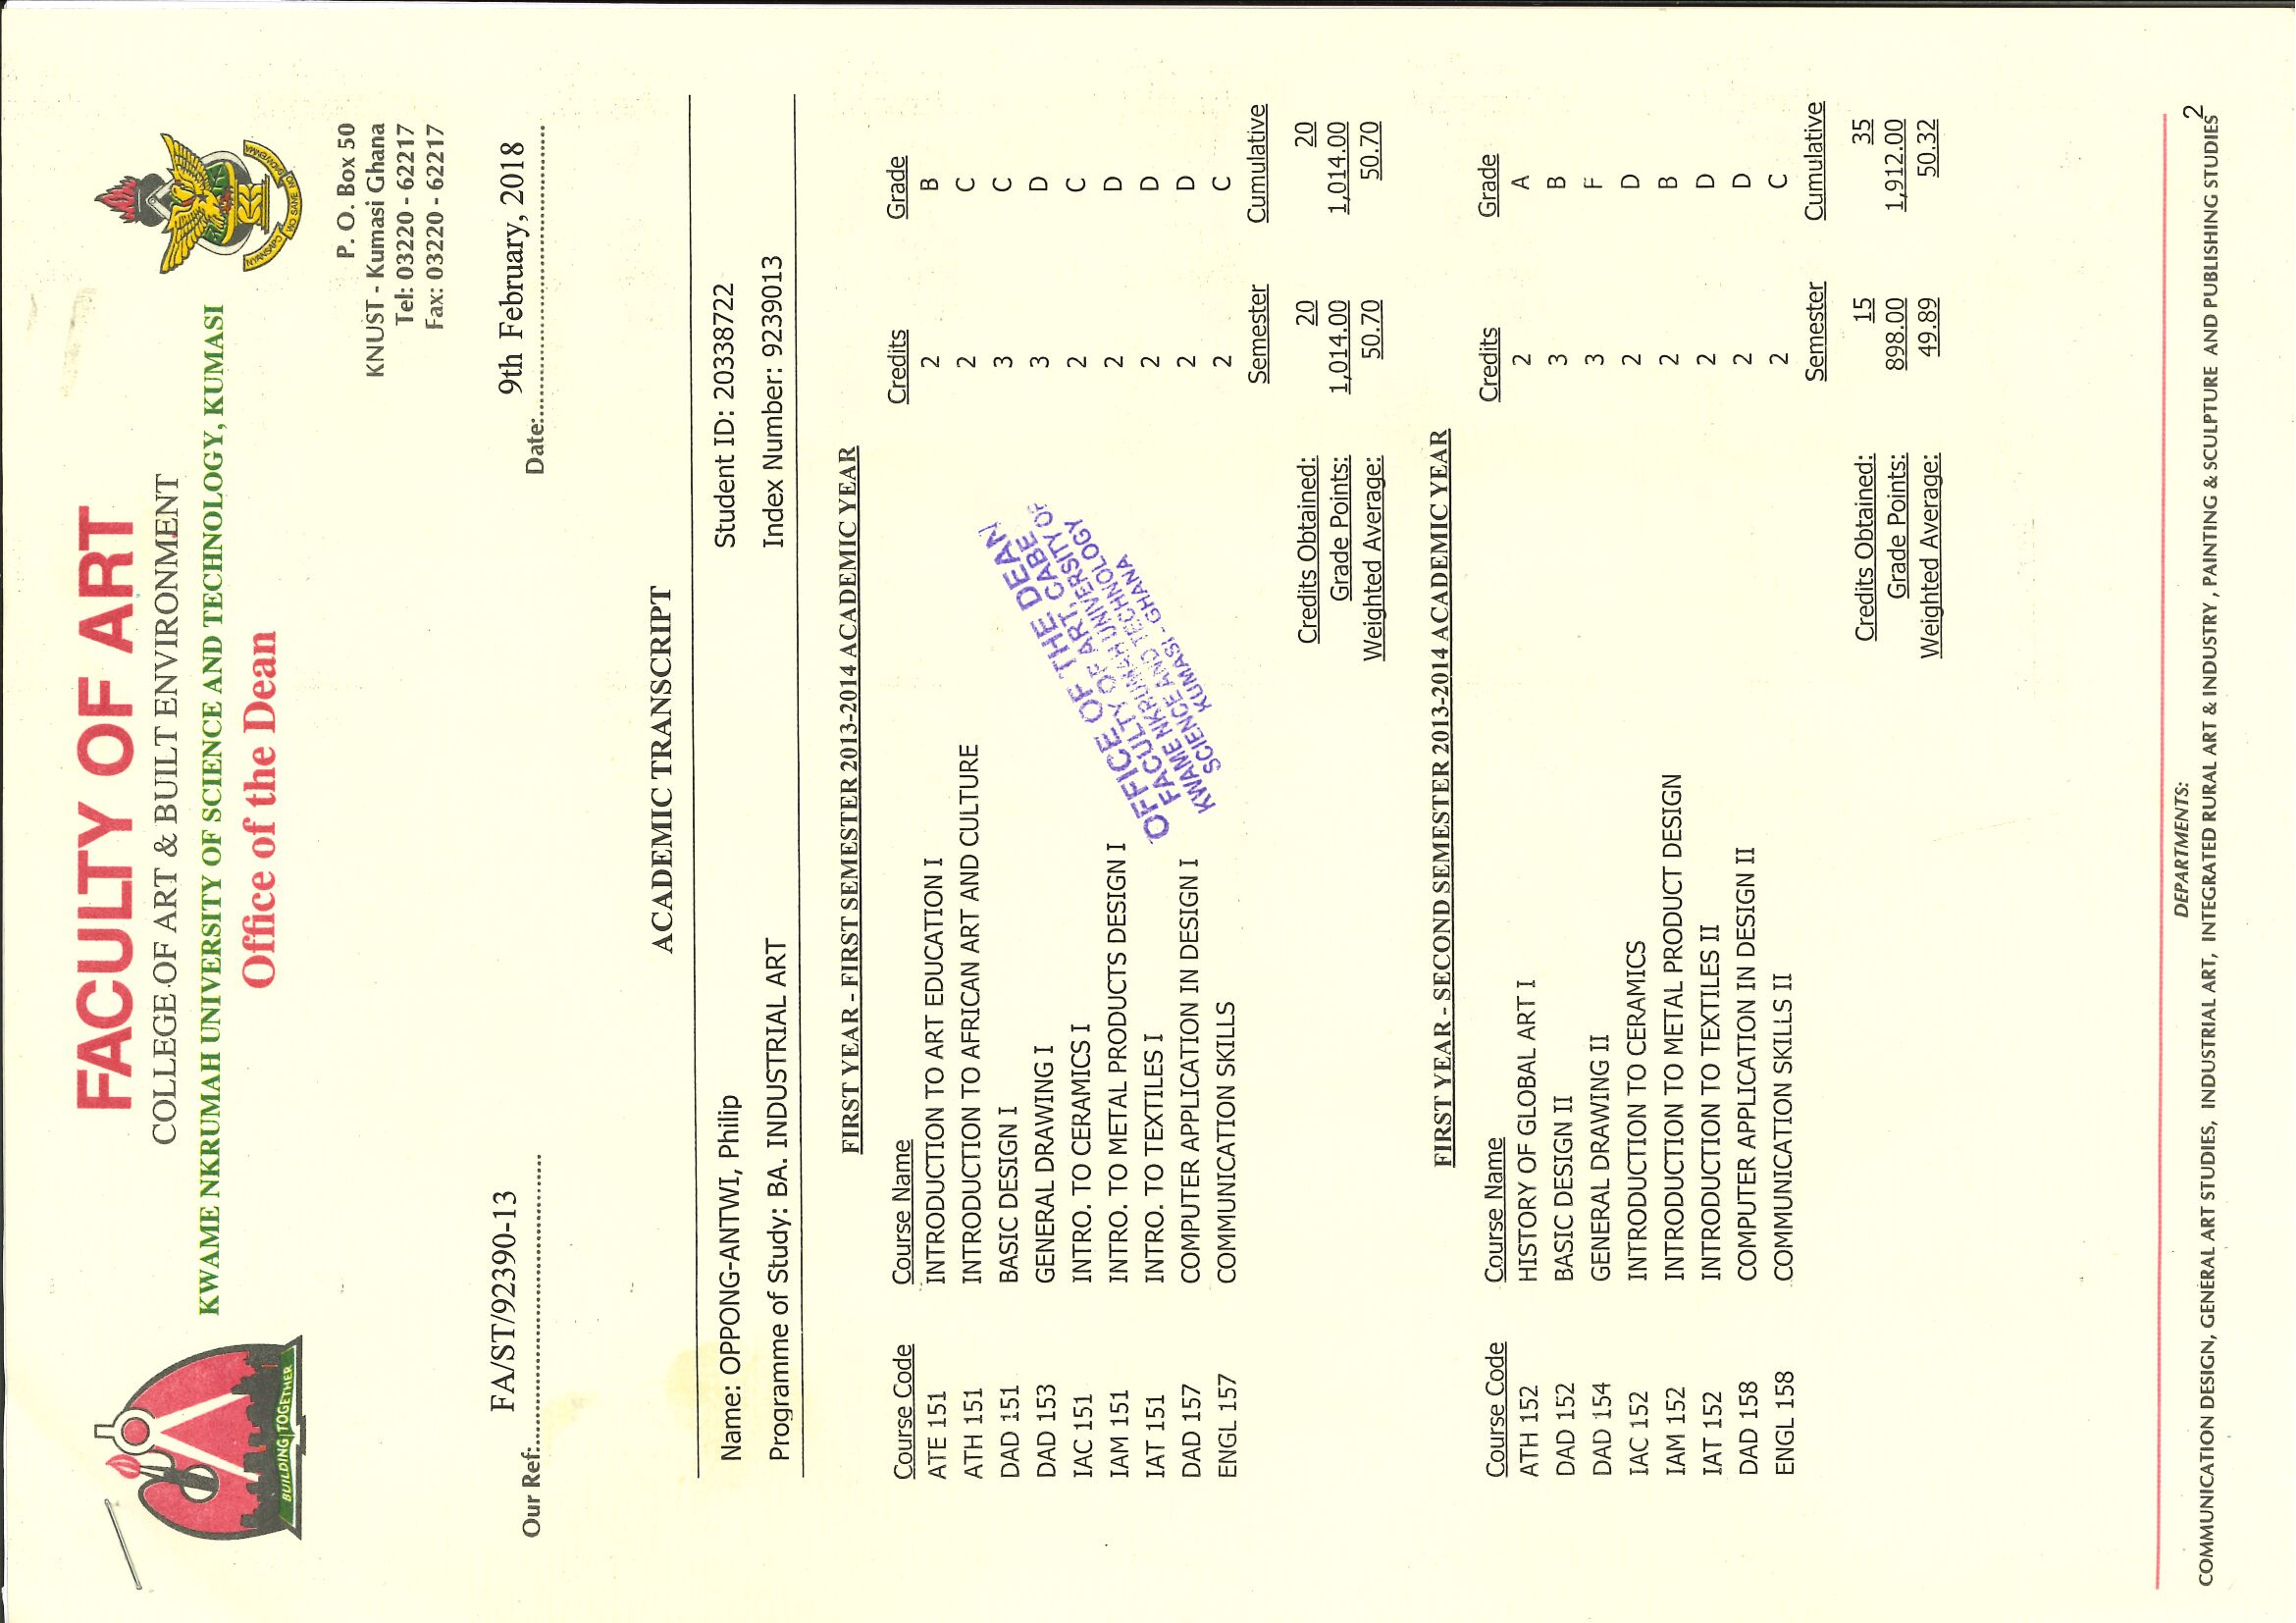 FACULTY OF ART
COLLEGE OF ART & BUILT ENVIRONMENT
KWAME NKRUMAH UNIVERSITY OF SCIENCE AND TECHNOLOGY, KUMASI
Office of the Dean
BUILDING TOGETHER
NYANSAPO WO SANE NO BADWENMA
P. O. Box 50
KNUST - Kumasi Ghana
Tel: 03220 - 62217
Fax: 03220 - 62217
Our Ref: FA/ST/92390-13
Date: 9th February, 2018
ACADEMIC TRANSCRIPT
Name: OPPONG-ANTWI, Philip Student ID: 20338722
Programme of Study: BA. INDUSTRIAL ART Index Number: 9239013
FIRST YEAR - FIRST SEMESTER 2013-2014 ACADEMIC YEAR
Course Code Course Name Credits Grade
ATE 151 INTRODUCTION TO ART EDUCATION I 2 B
ATH 151 INTRODUCTION TO AFRICAN ART AND CULTURE 2 C
DAD 151 BASIC DESIGN I 3 C
DAD 153 GENERAL DRAWING I 3 D
IAC 151 INTRO. TO CERAMICS I 2 C
IAM 151 INTRO. TO METAL PRODUCTS DESIGN I 2 D
IAT 151 INTRO. TO TEXTILES I 2 D
DAD 157 COMPUTER APPLICATION IN DESIGN I 2 D
ENGL 157 COMMUNICATION SKILLS 2 C
OFFICE OF THE DEAN
FACULTY OF ART, CABE
KWAME NKRUMAH UNIVERSITY OF
SCIENCE AND TECHNOLOGY
KUMASI - GHANA
Semester Cumulative
Credits Obtained: 20 20
Grade Points: 1,014.00 1,014.00
Weighted Average: 50.70 50.70
FIRST YEAR - SECOND SEMESTER 2013-2014 ACADEMIC YEAR
Course Code Course Name Credits Grade
ATH 152 HISTORY OF GLOBAL ART I 2 A
DAD 152 BASIC DESIGN II 3 B
DAD 154 GENERAL DRAWING II 3 F
IAC 152 INTRODUCTION TO CERAMICS 2 D
IAM 152 INTRODUCTION TO METAL PRODUCT DESIGN 2 B
IAT 152 INTRODUCTION TO TEXTILES II 2 D
DAD 158 COMPUTER APPLICATION IN DESIGN II 2 D
ENGL 158 COMMUNICATION SKILLS II 2 C
Semester Cumulative
Credits Obtained: 15 35
Grade Points: 898.00 1,912.00
Weighted Average: 49.89 50.32
DEPARTMENTS:
COMMUNICATION DESIGN, GENERAL ART STUDIES, INDUSTRIAL ART, INTEGRATED RURAL ART & INDUSTRY, PAINTING & SCULPTURE AND PUBLISHING STUDIES
2